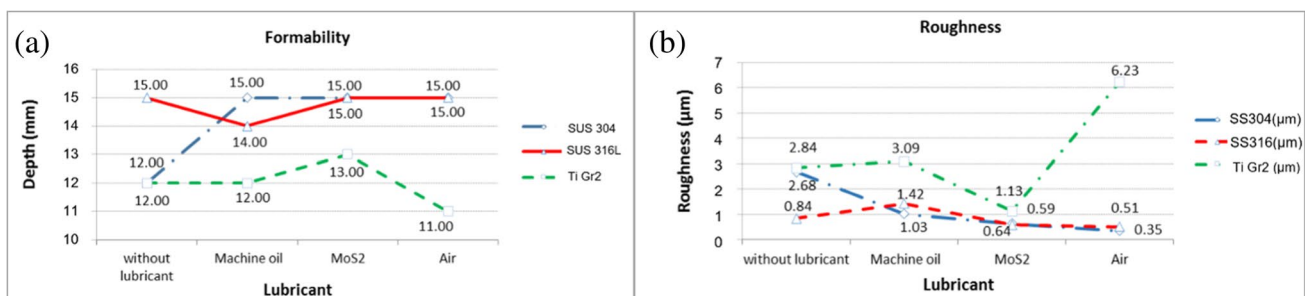 (a)
Formability
Depth (mm)
16
15
14
13
12
11
10
15.00 15.00 15.00 15.00
15.00 15.00
14.00
12.00
13.00
12.00 12.00
11.00
without lubricant
Machine oil
MoS2
Air
Lubricant
SUS 304
SUS 316L
Ti Gr2
(b)
Roughness
Roughness (μm)
7
6
5
4
3
2
1
0
6.23
2.84 3.09
2.68
1.42 1.13
0.84 0.59 0.51
1.03 0.64 0.35
without lubricant Machine oil MoS2 Air
Lubricant
SS304(μm)
SS316(μm)
Ti Gr2 (μm)